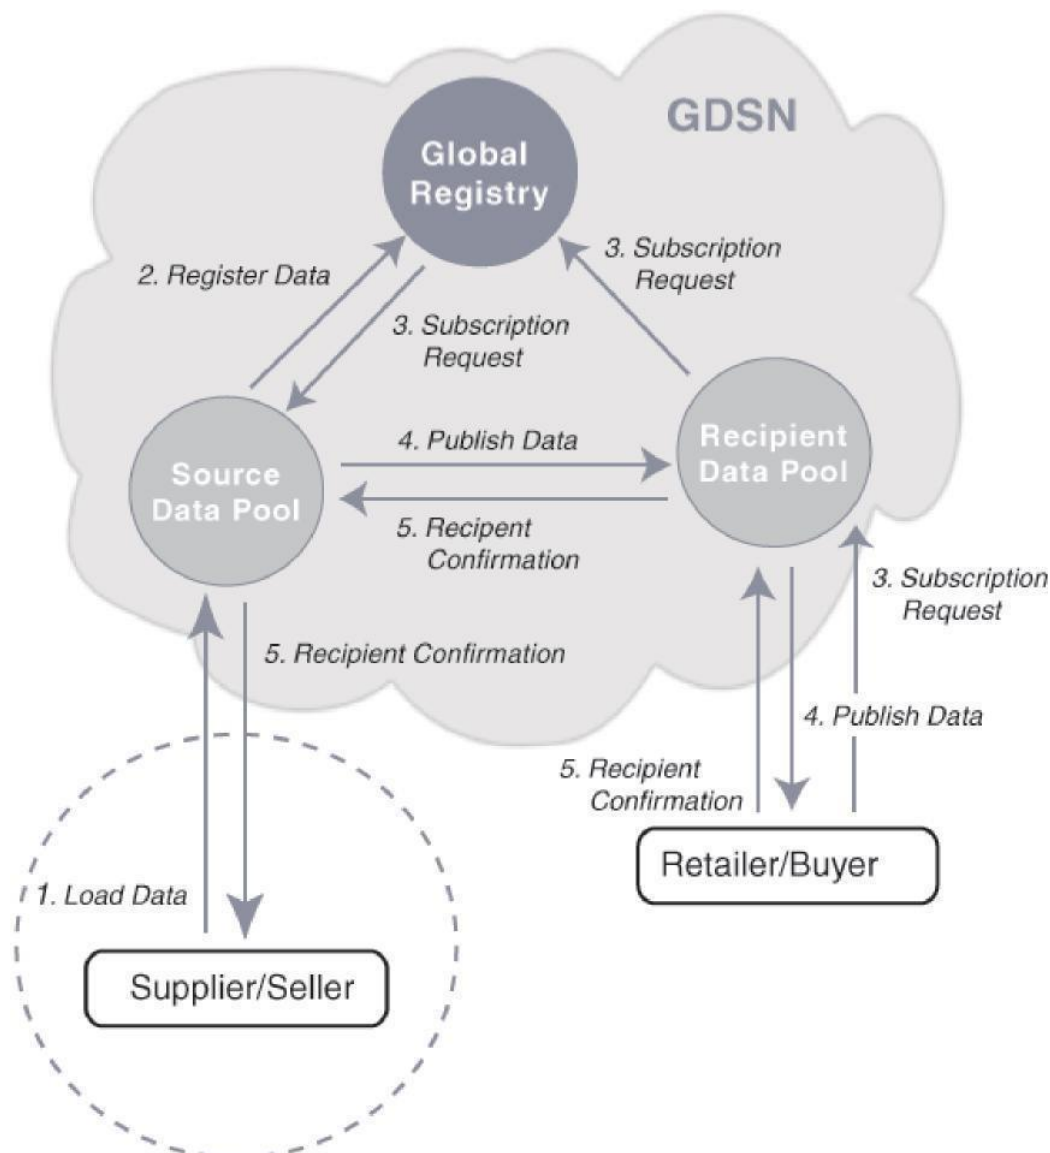 GDSN
Global
Registry
3. Subscription
Request
2. Register Data
3. Subscription
Request
Recipient
Data Pool
4. Publish Data
Source
Data Pool
5. Recipent
Confirmation
3. Subscription
Request
5. Recipient Confirmation
4. Publish Data
5. Recipient
Confirmation
Retailer/Buyer
1. Load Data
Supplier/Seller